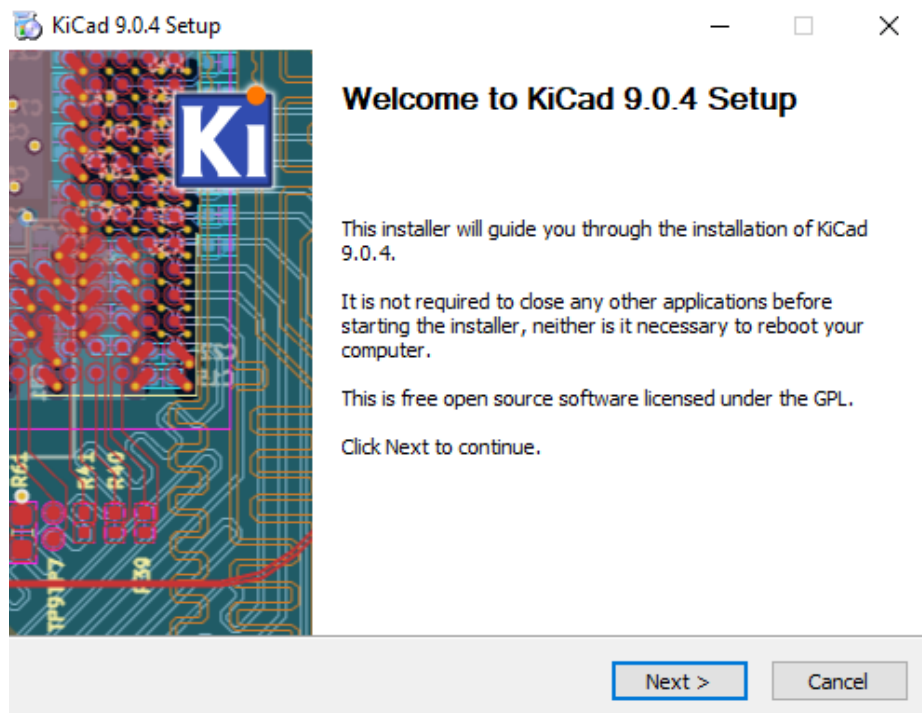 KiCad 9.0.4 Setup
Ki
Welcome to KiCad 9.0.4 Setup
This installer will guide you through the installation of KiCad
9.0.4.
It is not required to close any other applications before
starting the installer, neither is it necessary to reboot your
computer.
This is free open source software licensed under the GPL.
Click Next to continue.
R61
R41
R40
R39
Next >
Cancel